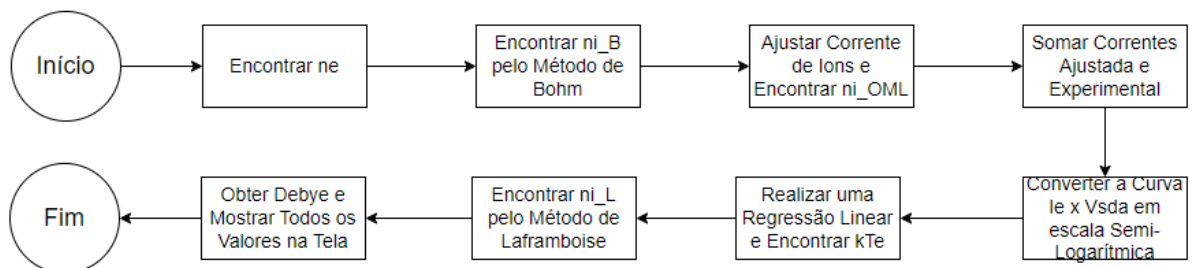 Início
Encontrar ne
Encontrar ni_B
pelo Método de
Bohm
Ajustar Corrente
de Ions e
Encontrar ni_OML
Somar Correntes
Ajustada e
Experimental
Converter a Curva
Ie x Vsda em
escala Semi-
Logarítmica
Realizar uma
Regressão Linear
e Encontrar kTe
Encontrar ni_L
pelo Método de
Laframboise
Obter Debye e
Mostrar Todos os
Valores na Tela
Fim